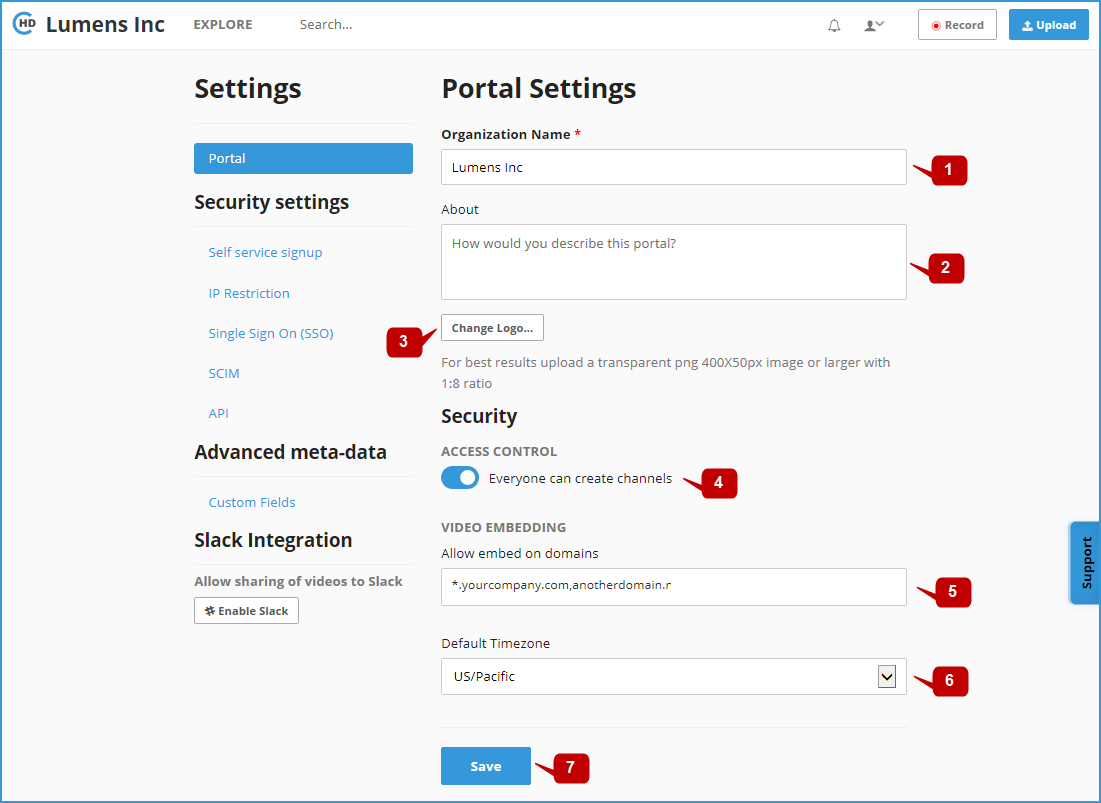 HD Lumens Inc EXPLORE Search... Record Upload
Settings
Portal
Security settings
Self service signup
IP Restriction
Single Sign On (SSO)
SCIM
API
Advanced meta-data
Custom Fields
Slack Integration
Allow sharing of videos to Slack
Enable Slack
Portal Settings
Organization Name *
Lumens Inc
1
About
How would you describe this portal?
2
Change Logo...
3
For best results upload a transparent png 400X50px image or larger with
1:8 ratio
Security
ACCESS CONTROL
Everyone can create channels
4
VIDEO EMBEDDING
Allow embed on domains
*.yourcompany.com,anotherdomain.r
5
Default Timezone
US/Pacific
6
Save
7
Support